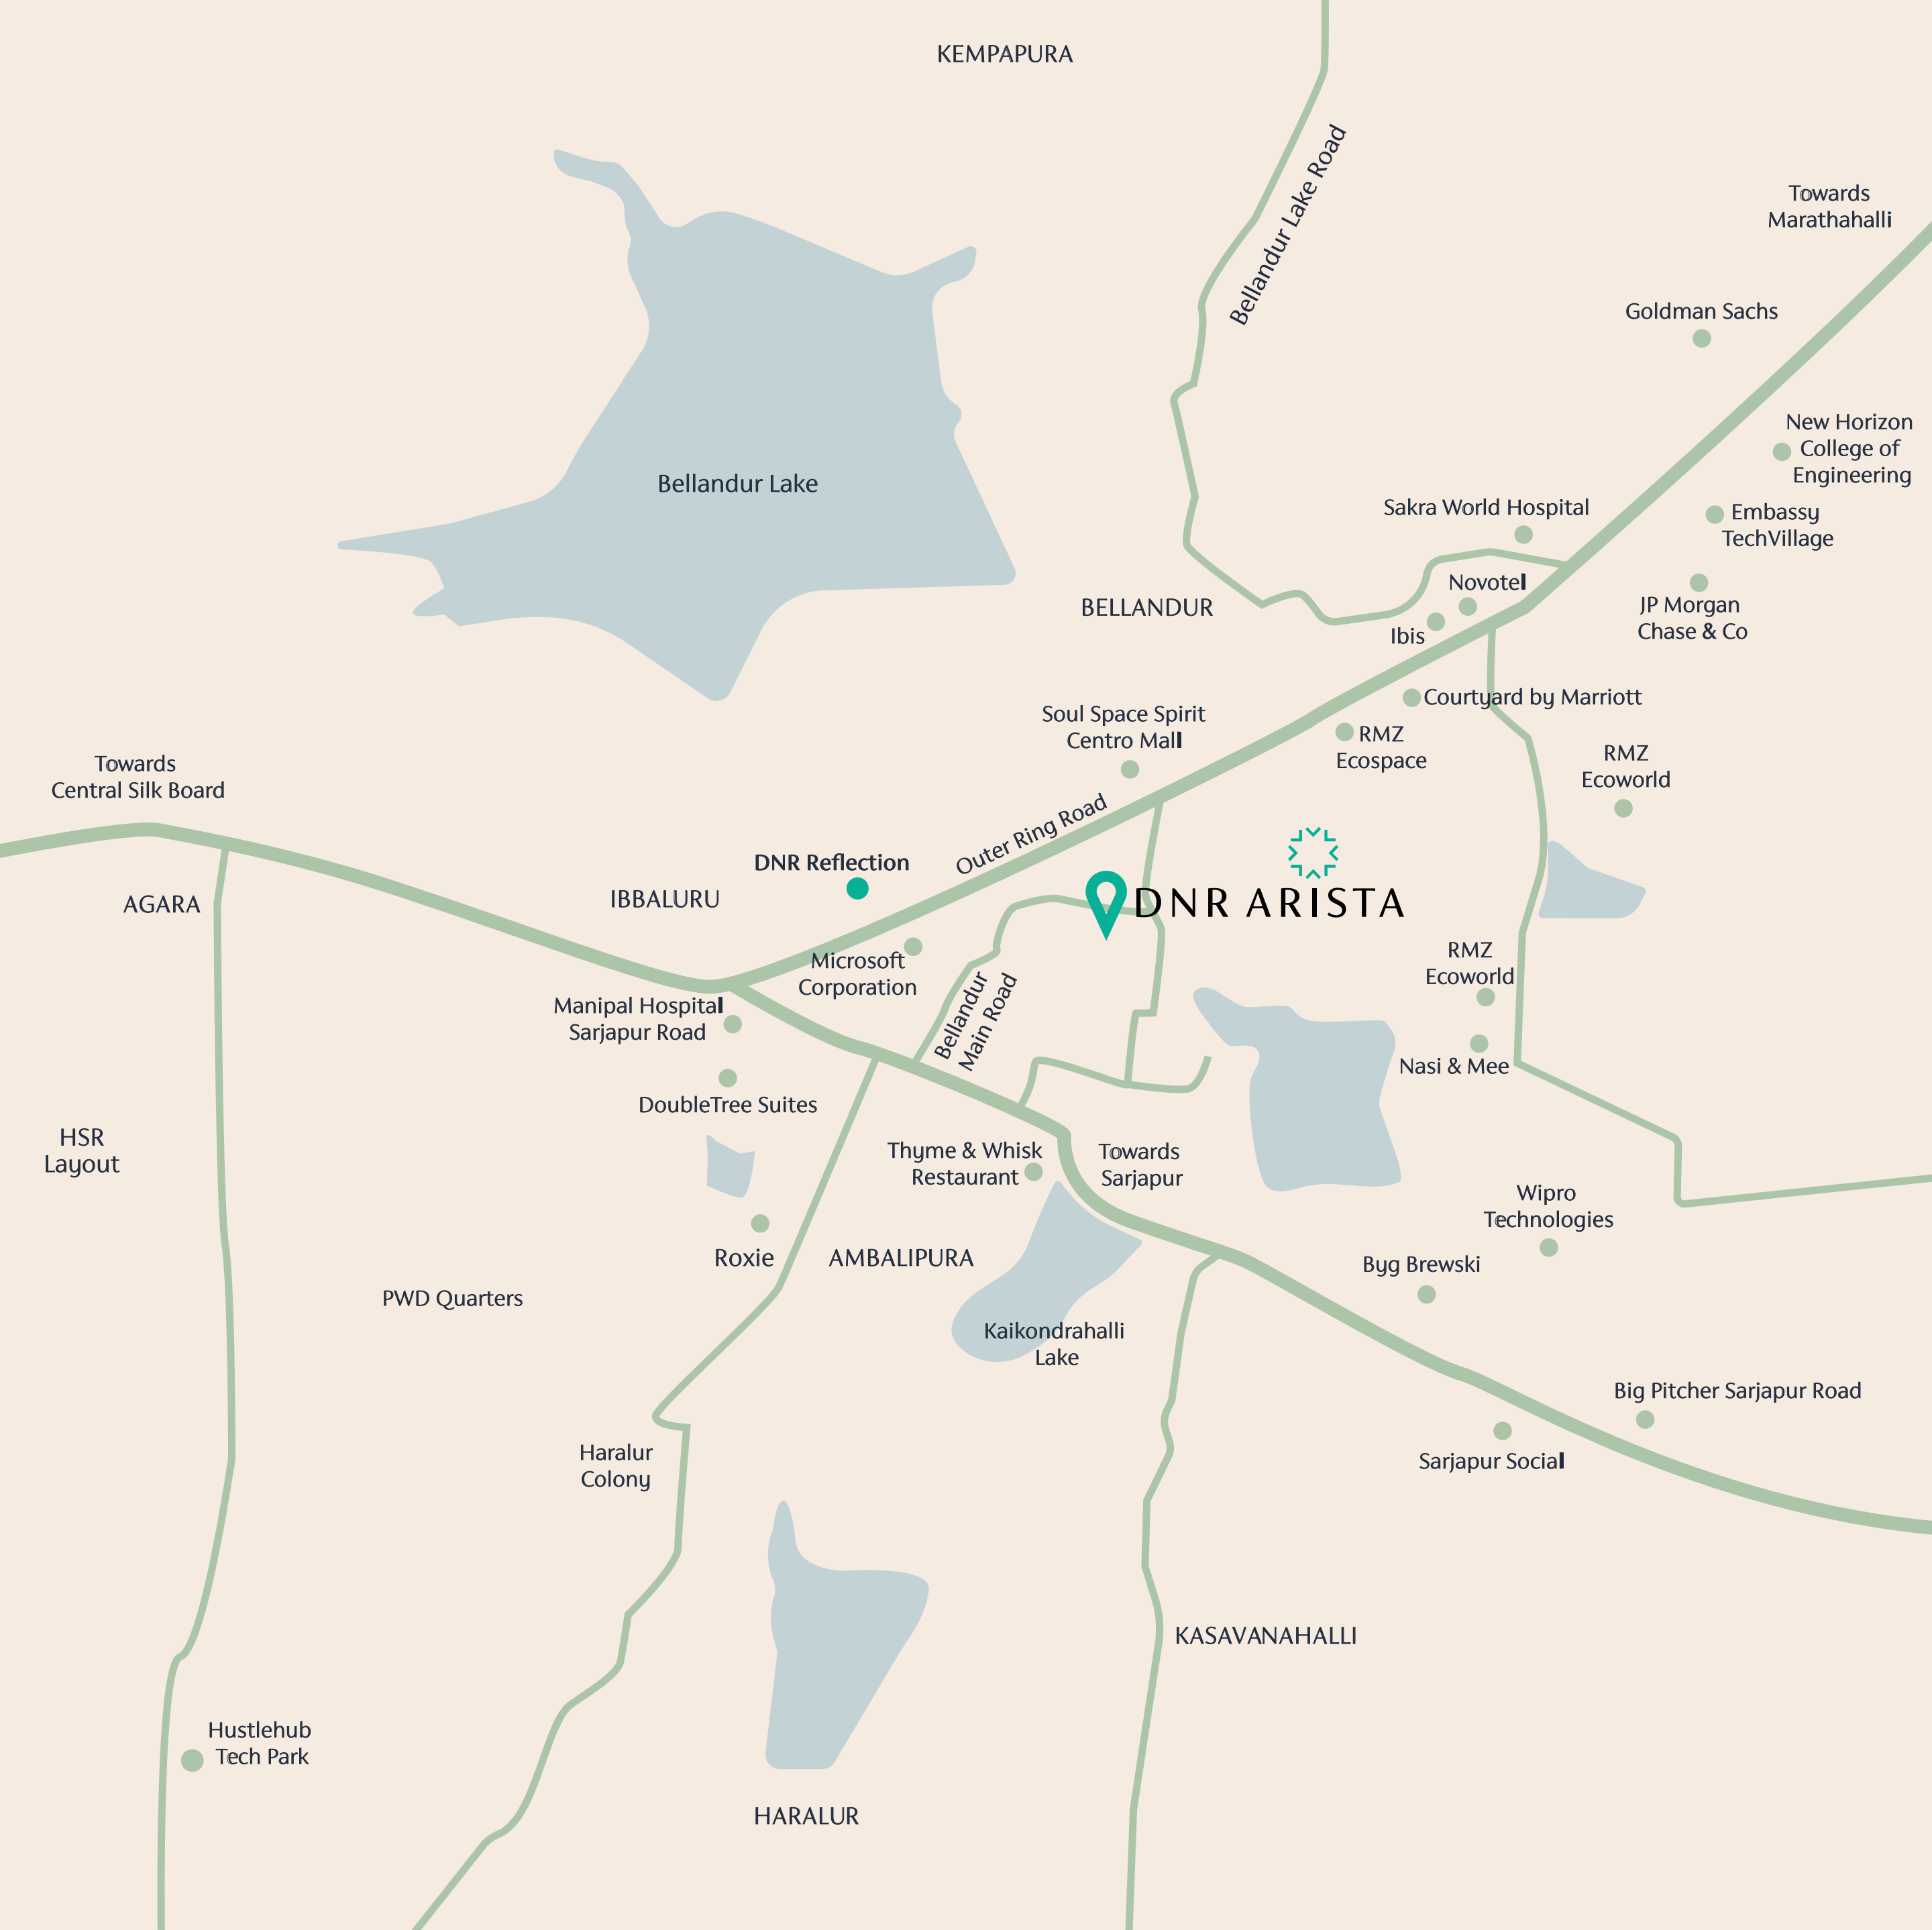 KEMPAPURA
Bellandur Lake Road
Towards
Marathahalli
Goldman Sachs
New Horizon
College of
Engineering
Bellandur Lake
Sakra World Hospital
Embassy
TechVillage
Novotel
BELLANDUR
JP Morgan
Chase & Co
Ibis
Courtyard by Marriott
Soul Space Spirit
Centro Mall
RMZ
Ecospace
RMZ
Ecoworld
Towards
Central Silk Board
Outer Ring Road
DNR Reflection
AGARA
IBBALURU
DNR ARISTA
Microsoft
Corporation
RMZ
Ecoworld
Manipal Hospital
Sarjapur Road
Bellandur
Main Road
Nasi & Mee
DoubleTree Suites
HSR
Layout
Thyme & Whisk
Restaurant
Towards
Sarjapur
Wipro
Technologies
Roxie
AMBALIPURA
Byg Brewski
PWD Quarters
Kaikondrahalli
Lake
Big Pitcher Sarjapur Road
Haralur
Colony
Sarjapur Social
KASAVANAHALLI
Hustlehub
Tech Park
HARALUR